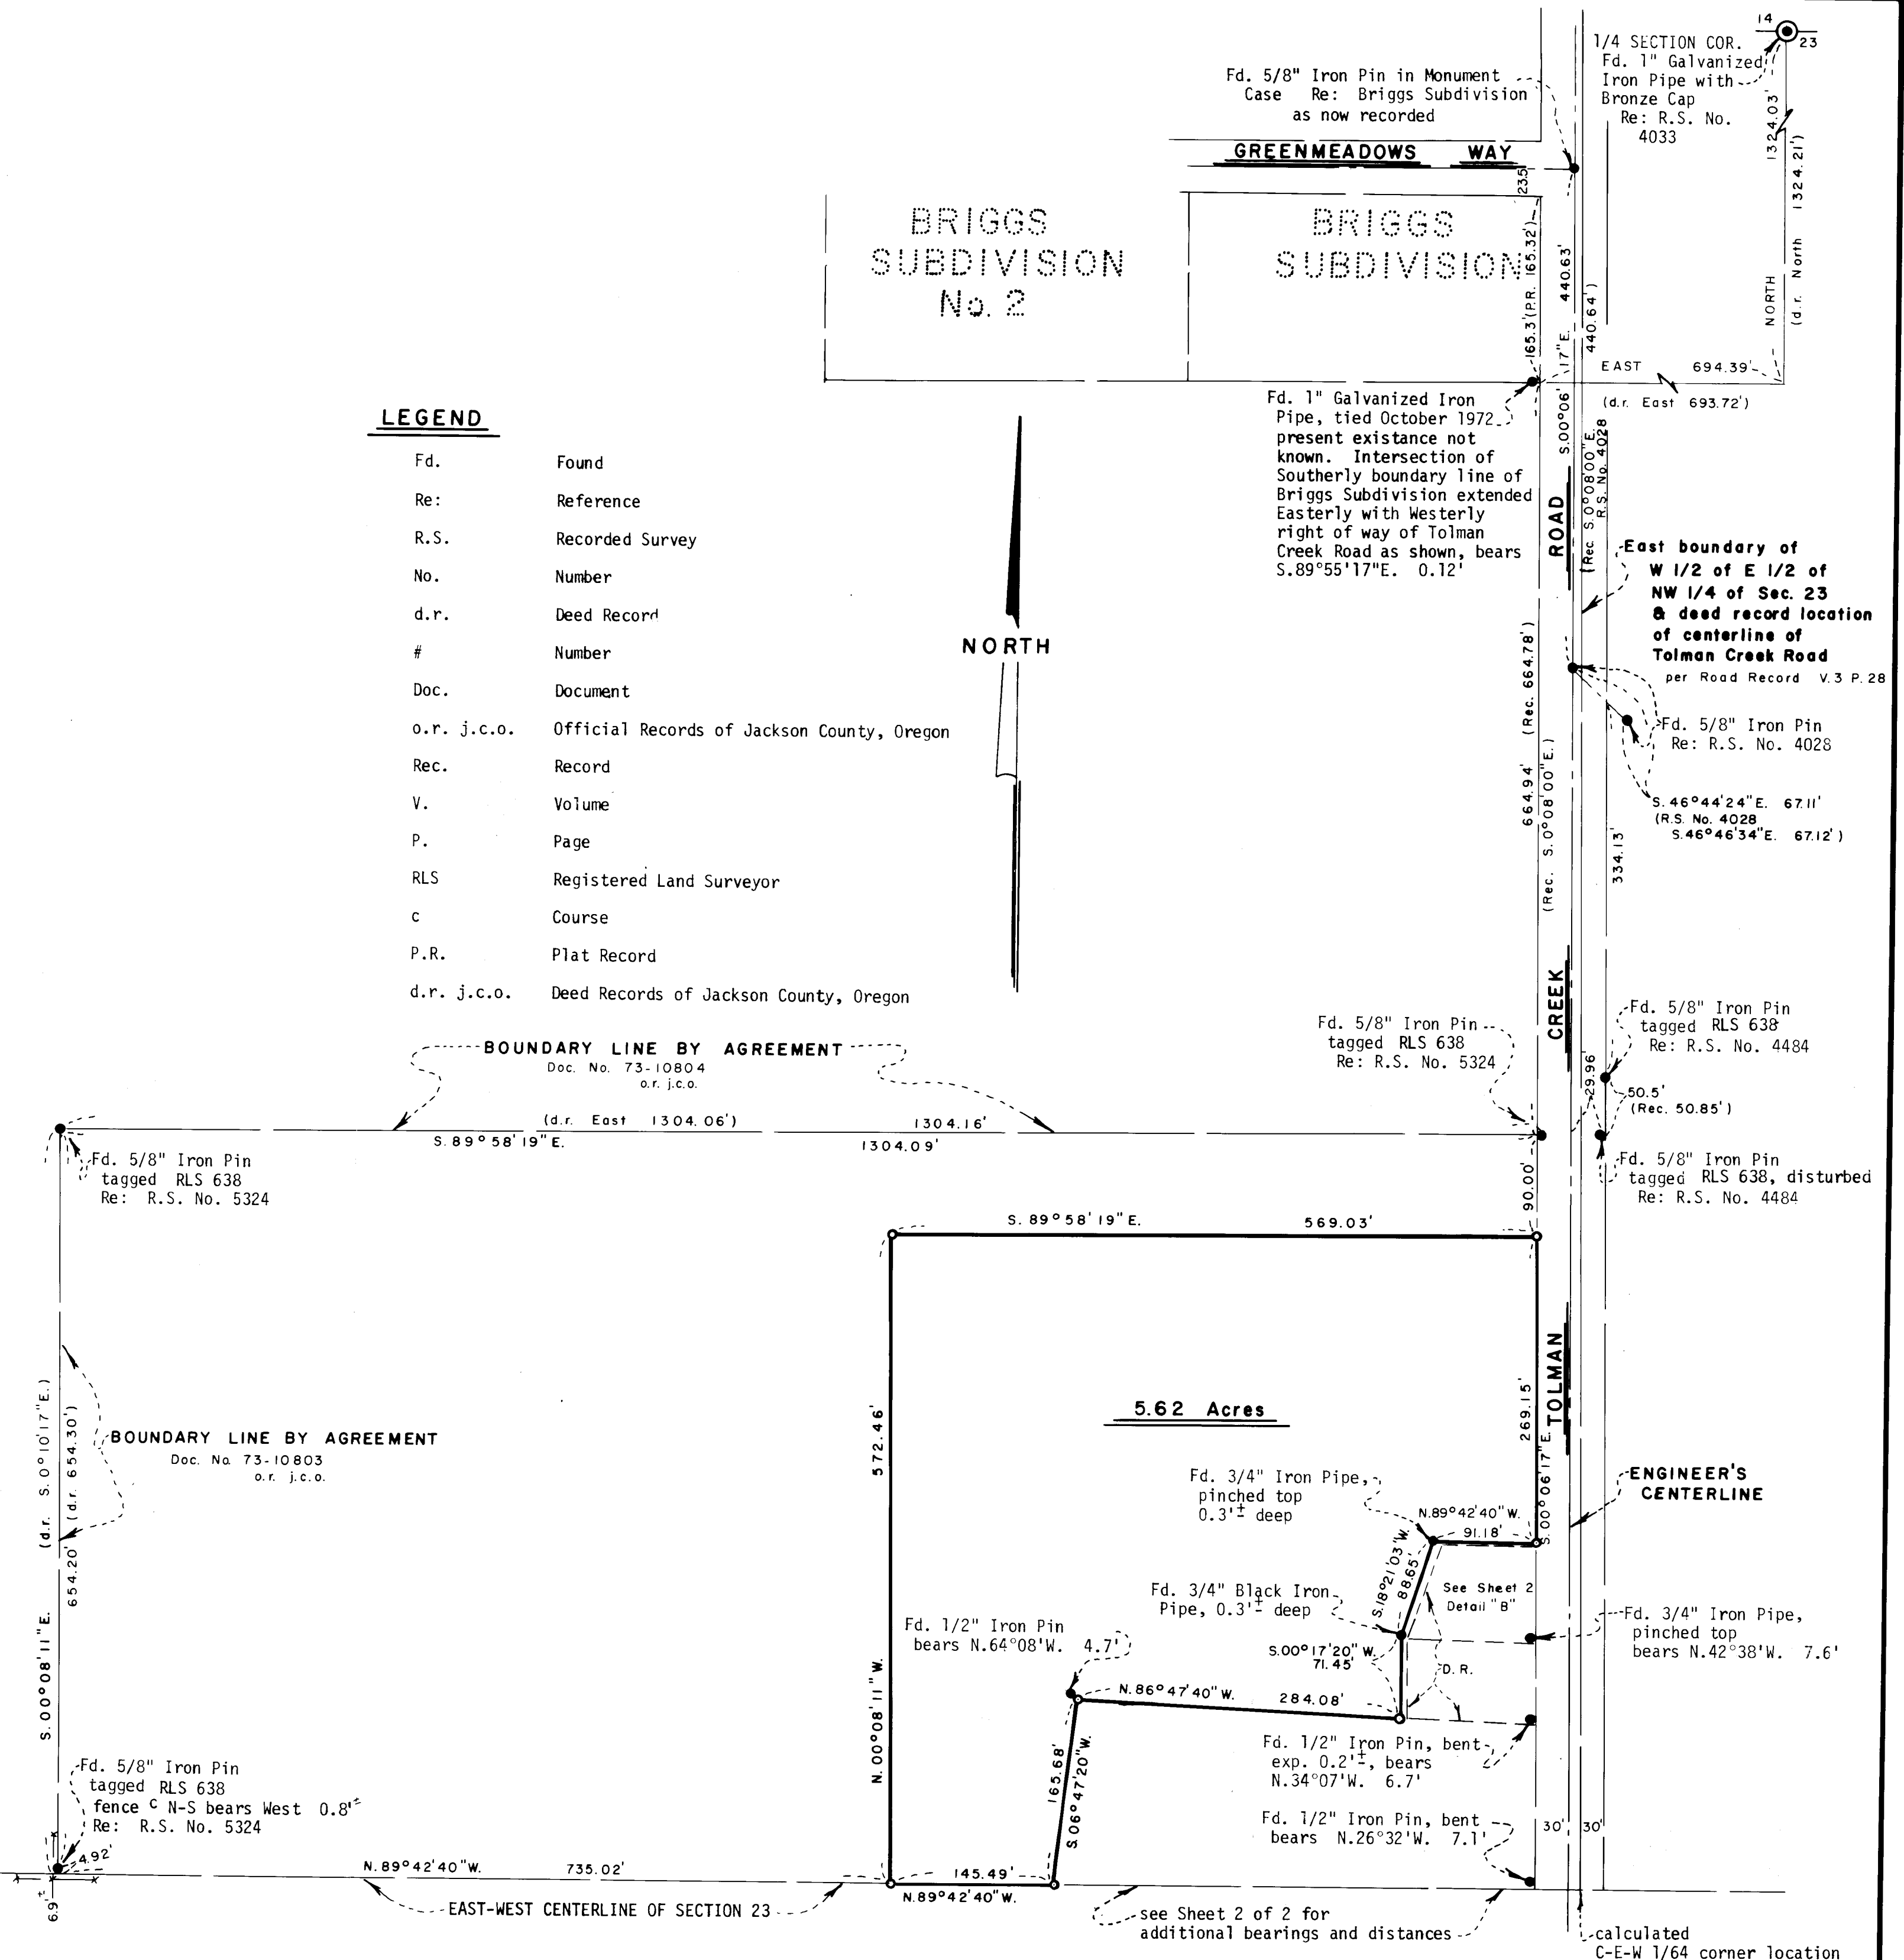 14
23
1/4 SECTION COR.
Fd. 1" Galvanized
Iron Pipe with
Bronze Cap
Re: R.S. No.
4033
1324.03'
(d.r. North 1324.21')
NORTH
Fd. 5/8" Iron Pin in Monument
Case Re: Briggs Subdivision
as now recorded
GREENMEADOWS WAY
23.5
BRIGGS
SUBDIVISION
No. 2
BRIGGS
SUBDIVISION
165.3'(P.R. 165.32')
440.63'
S.00°06'17"E.
440.64'
(Rec. S.0°08'00"E.
R.S. No. 4028
EAST 694.39'
(d.r. East 693.72')
Fd. 1" Galvanized Iron
Pipe, tied October 1972
present existance not
known. Intersection of
Southerly boundary line of
Briggs Subdivision extended
Easterly with Westerly
right of way of Tolman
Creek Road as shown, bears
S.89°55'17"E. 0.12'
LEGEND
Fd. Found
Re: Reference
R.S. Recorded Survey
No. Number
d.r. Deed Record
# Number
Doc. Document
o.r. j.c.o. Official Records of Jackson County, Oregon
Rec. Record
V. Volume
P. Page
RLS Registered Land Surveyor
c Course
P.R. Plat Record
d.r. j.c.o. Deed Records of Jackson County, Oregon
NORTH
ROAD
East boundary of
W 1/2 of E 1/2 of
NW 1/4 of Sec. 23
& deed record location
of centerline of
Tolman Creek Road
per Road Record V.3 P.28
Fd. 5/8" Iron Pin
Re: R.S. No. 4028
S.46°44'24"E. 67.11'
(R.S. No. 4028
S.46°46'34"E. 67.12')
664.94' (Rec. 664.78')
(Rec. S.0°08'00"E.)
334.13'
CREEK
Fd. 5/8" Iron Pin
tagged RLS 638
Re: R.S. No. 5324
Fd. 5/8" Iron Pin
tagged RLS 638
Re: R.S. No. 4484
29.96'
50.5'
(Rec. 50.85')
Fd. 5/8" Iron Pin
tagged RLS 638, disturbed
Re: R.S. No. 4484
BOUNDARY LINE BY AGREEMENT
Doc. No. 73-10804
o.r. j.c.o.
(d.r. East 1304.06') 1304.16'
S.89°58'19"E. 1304.09'
Fd. 5/8" Iron Pin
tagged RLS 638
Re: R.S. No. 5324
90.00'
S.89°58'19"E. 569.03'
572.46'
N.00°08'11"W.
5.62 Acres
269.15'
S.00°06'17"E.
TOLMAN
ENGINEER'S
CENTERLINE
BOUNDARY LINE BY AGREEMENT
Doc. No. 73-10803
o.r. j.c.o.
(d.r. S.0°10'17"E.)
654.20' (d.r. 654.30')
S.00°08'11"E.
Fd. 3/4" Iron Pipe,
pinched top
0.3'± deep
N.89°42'40"W.
91.18'
S.18°21'03"W.
88.65'
See Sheet 2
Detail "B"
Fd. 3/4" Black Iron
Pipe, 0.3'± deep
Fd. 3/4" Iron Pipe,
pinched top
bears N.42°38'W. 7.6'
Fd. 1/2" Iron Pin
bears N.64°08'W. 4.7'
S.00°17'20"W.
71.45'
D.R.
N.86°47'40"W. 284.08'
165.68'
S.06°47'20"W.
Fd. 1/2" Iron Pin, bent
exp. 0.2'±, bears
N.34°07'W. 6.7'
Fd. 1/2" Iron Pin, bent
bears N.26°32'W. 7.1'
30' 30'
Fd. 5/8" Iron Pin
tagged RLS 638
fence c N-S bears West 0.8'±
Re: R.S. No. 5324
4.92'
6.9'±
N.89°42'40"W. 735.02'
145.49'
N.89°42'40"W.
EAST-WEST CENTERLINE OF SECTION 23
see Sheet 2 of 2 for
additional bearings and distances
calculated
C-E-W 1/64 corner location